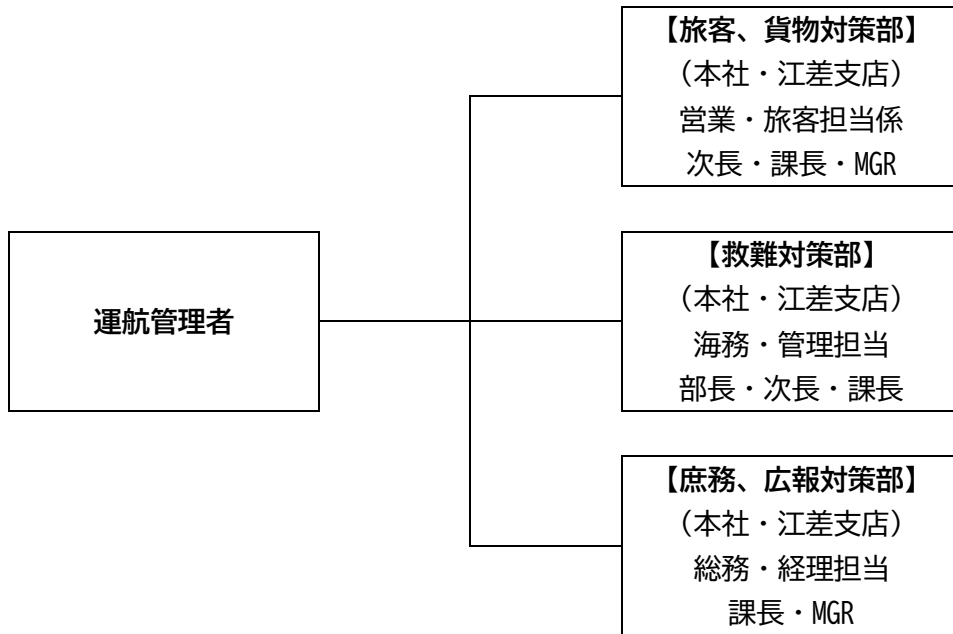 【旅客、貨物対策部】
（本社・江差支店）
営業・旅客担当係
次長・課長・MGR
運航管理者
【救難対策部】
（本社・江差支店）
海務・管理担当
部長・次長・課長
【庶務、広報対策部】
（本社・江差支店）
総務・経理担当
課長・MGR